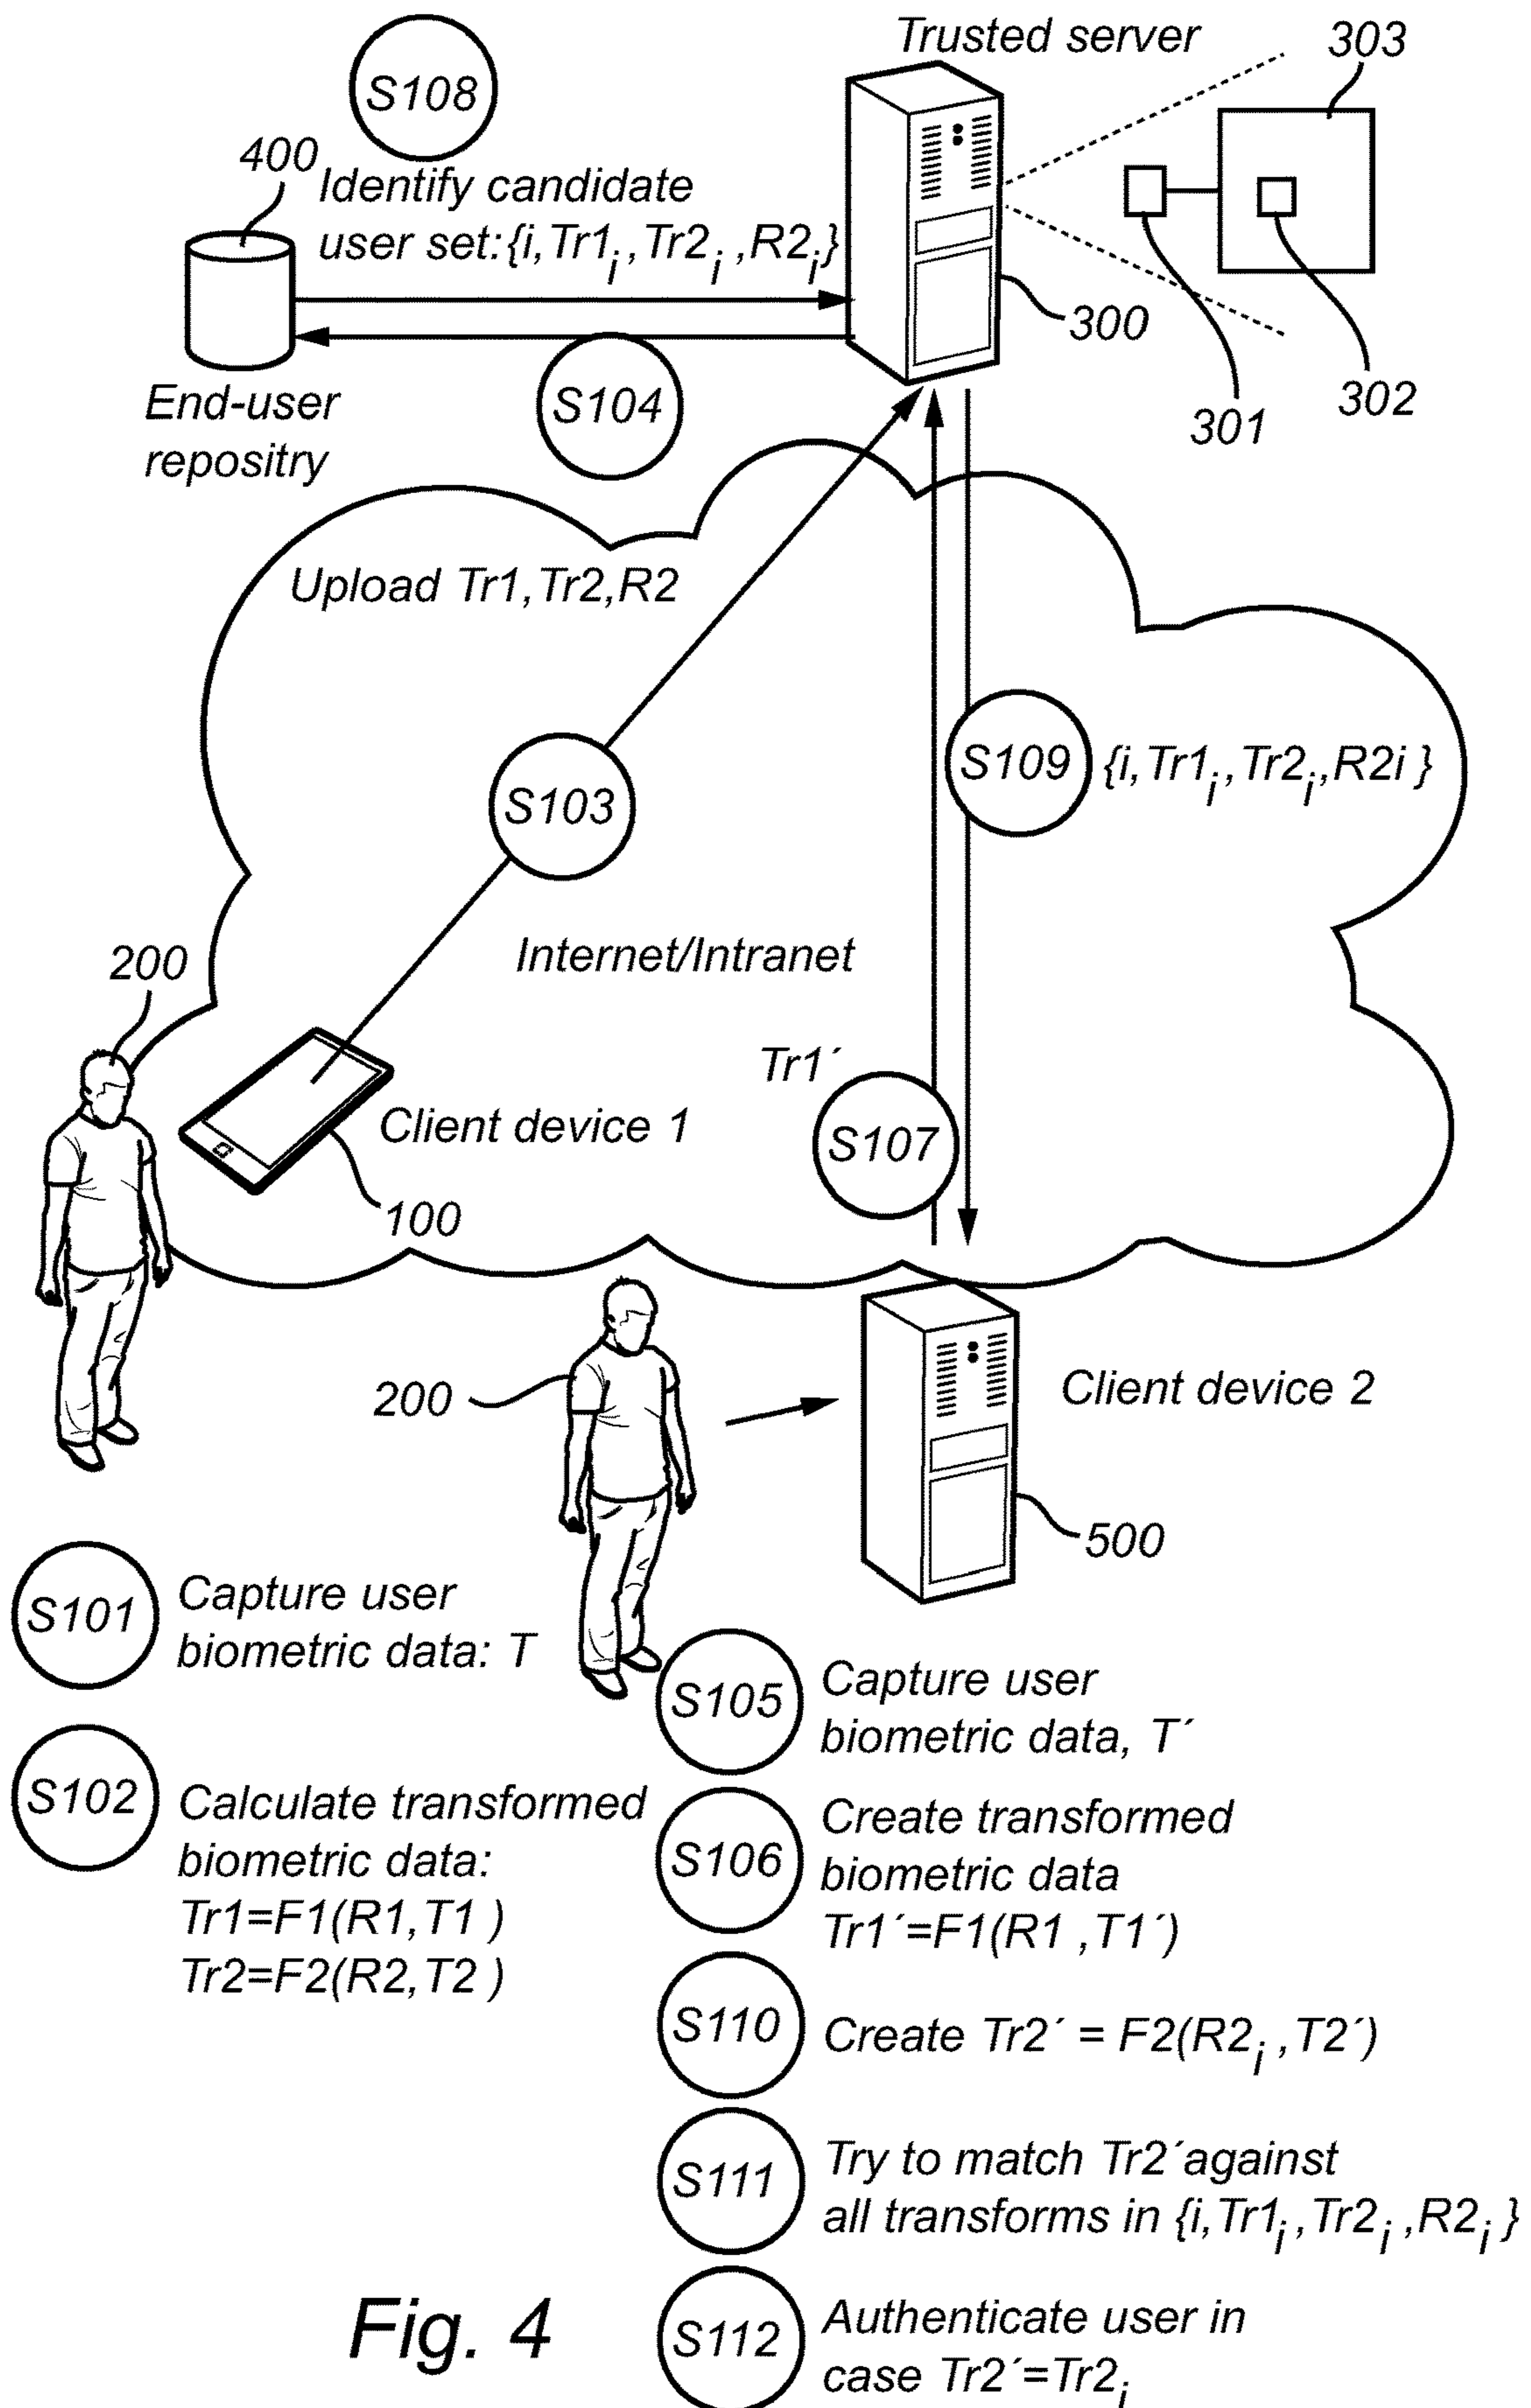 Trusted server
303
S108
400
Identify candidate
user set:{i,Tr1i,Tr2i,R2i}
300
301
302
End-user
repositry
S104
Upload Tr1,Tr2,R2
S109
{i,Tr1i,Tr2i,R2i }
S103
Internet/Intranet
200
Tr1´
Client device 1
S107
100
200
Client device 2
500
S101
Capture user
biometric data: T
S102
Calculate transformed
biometric data:
Tr1=F1(R1,T1 )
Tr2=F2(R2,T2 )
S105
Capture user
biometric data, T´
S106
Create transformed
biometric data
Tr1´=F1(R1 ,T1´)
S110
Create Tr2´ = F2(R2i ,T2´)
S111
Try to match Tr2´against
all transforms in {i,Tr1i,Tr2i,R2i }
S112
Authenticate user in
case Tr2´=Tr2i
Fig. 4